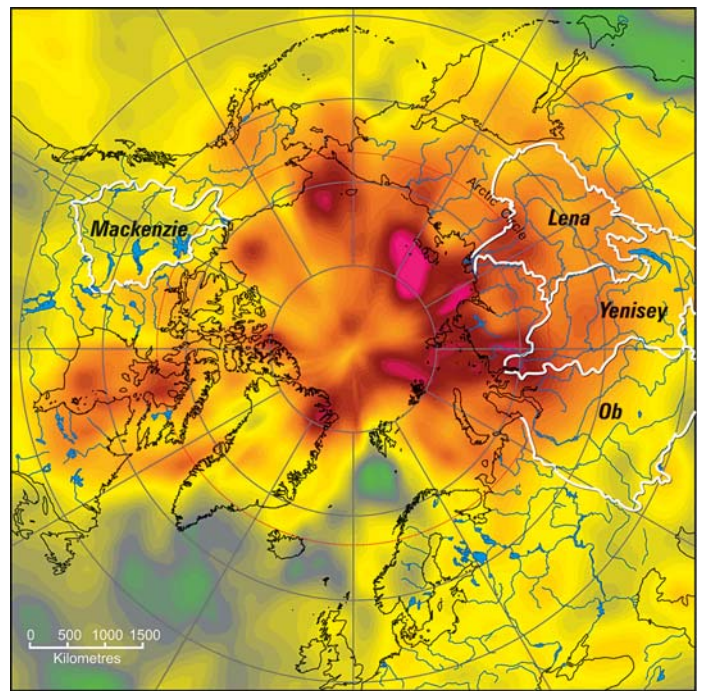 Arctic Circle
Mackenzie
Lena
Yenisey
Ob
0 500 1000 1500
Kilometres